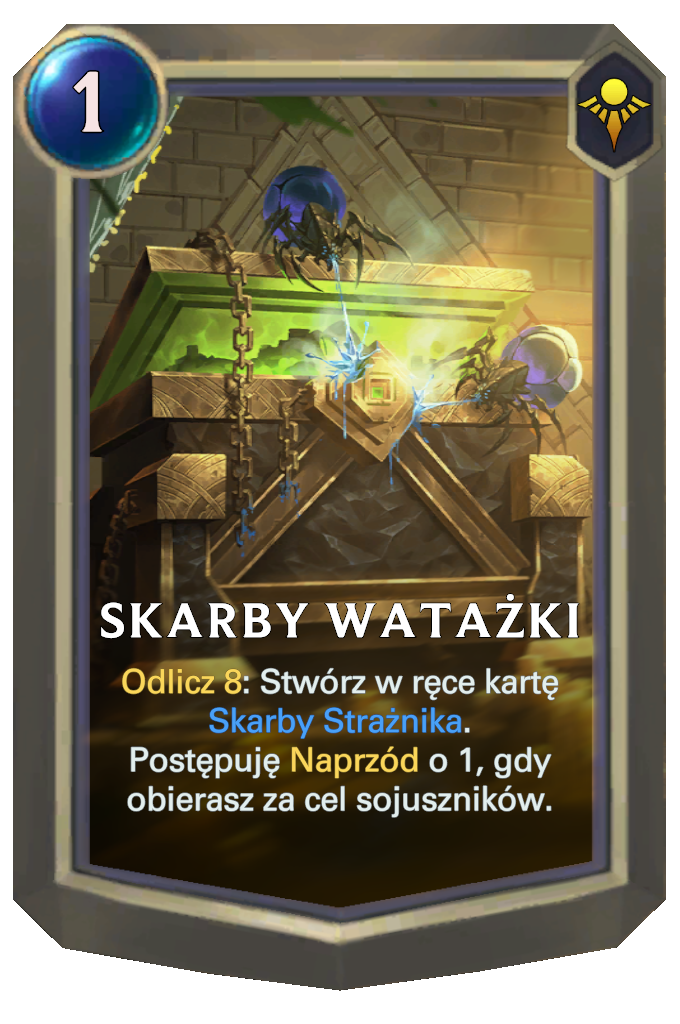 1
SKARBY WATAŻKI
Odlicz 8: Stwórz w ręce kartę
Skarby Strażnika.
Postępuję Naprzód o 1, gdy
obierasz za cel sojuszników.